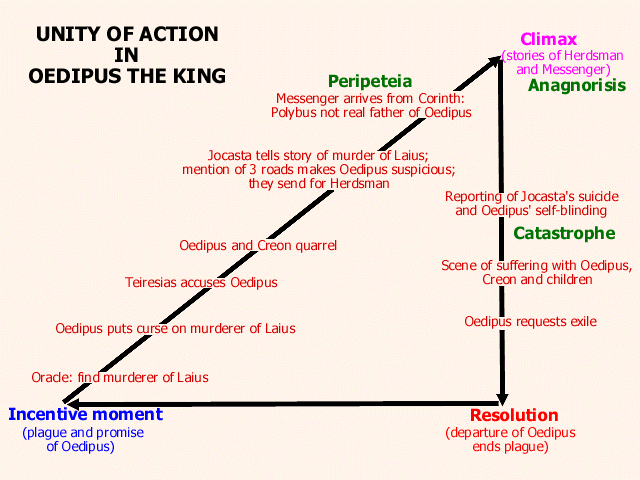 UNITY OF ACTION
IN
OEDIPUS THE KING
Climax
(stories of Herdsman
and Messenger)
Anagnorisis
Peripeteia
Messenger arrives from Corinth:
Polybus not real father of Oedipus
Jocasta tells story of murder of Laius;
mention of 3 roads makes Oedipus suspicious;
they send for Herdsman
Reporting of Jocasta's suicide
and Oedipus' self-blinding
Catastrophe
Oedipus and Creon quarrel
Scene of suffering with Oedipus,
Creon and children
Teiresias accuses Oedipus
Oedipus requests exile
Oedipus puts curse on murderer of Laius
Oracle: find murderer of Laius
Incentive moment
(plague and promise
of Oedipus)
Resolution
(departure of Oedipus
ends plague)